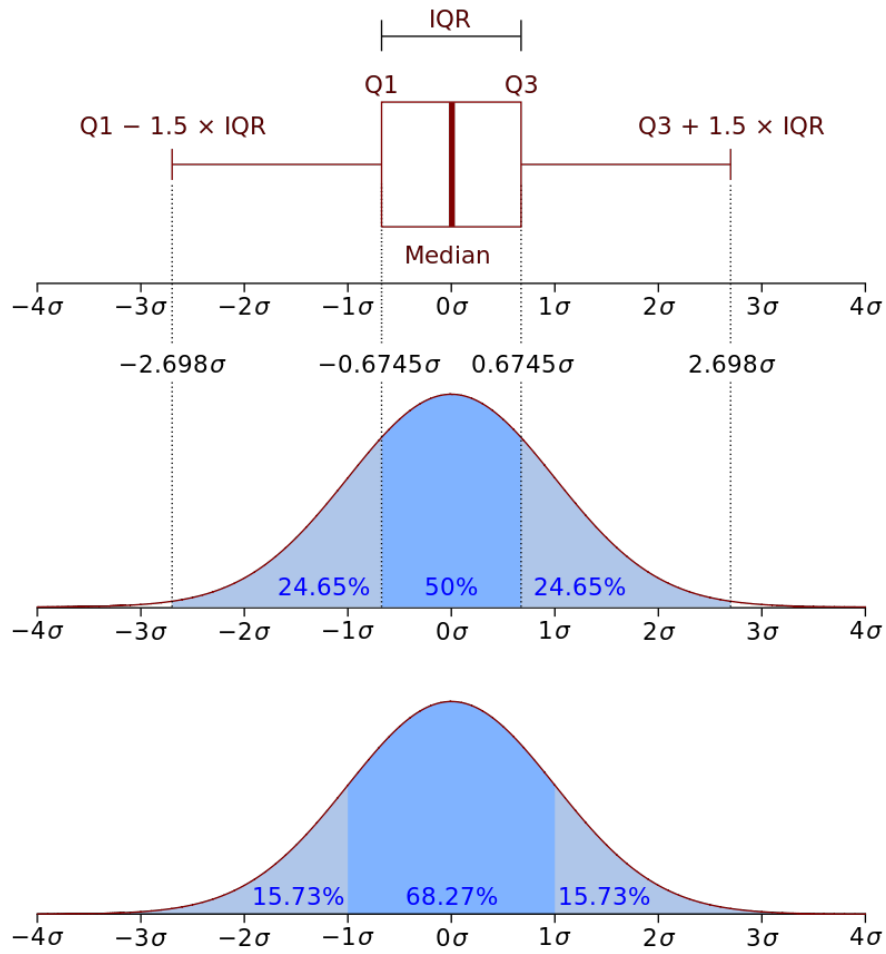 IQR
Q1 Q3
Q1 − 1.5 × IQR Q3 + 1.5 × IQR
Median
−4σ −3σ −2σ −1σ 0σ 1σ 2σ 3σ 4σ
−2.698σ −0.6745σ 0.6745σ 2.698σ
24.65% 50% 24.65%
−4σ −3σ −2σ −1σ 0σ 1σ 2σ 3σ 4σ
15.73% 68.27% 15.73%
−4σ −3σ −2σ −1σ 0σ 1σ 2σ 3σ 4σ